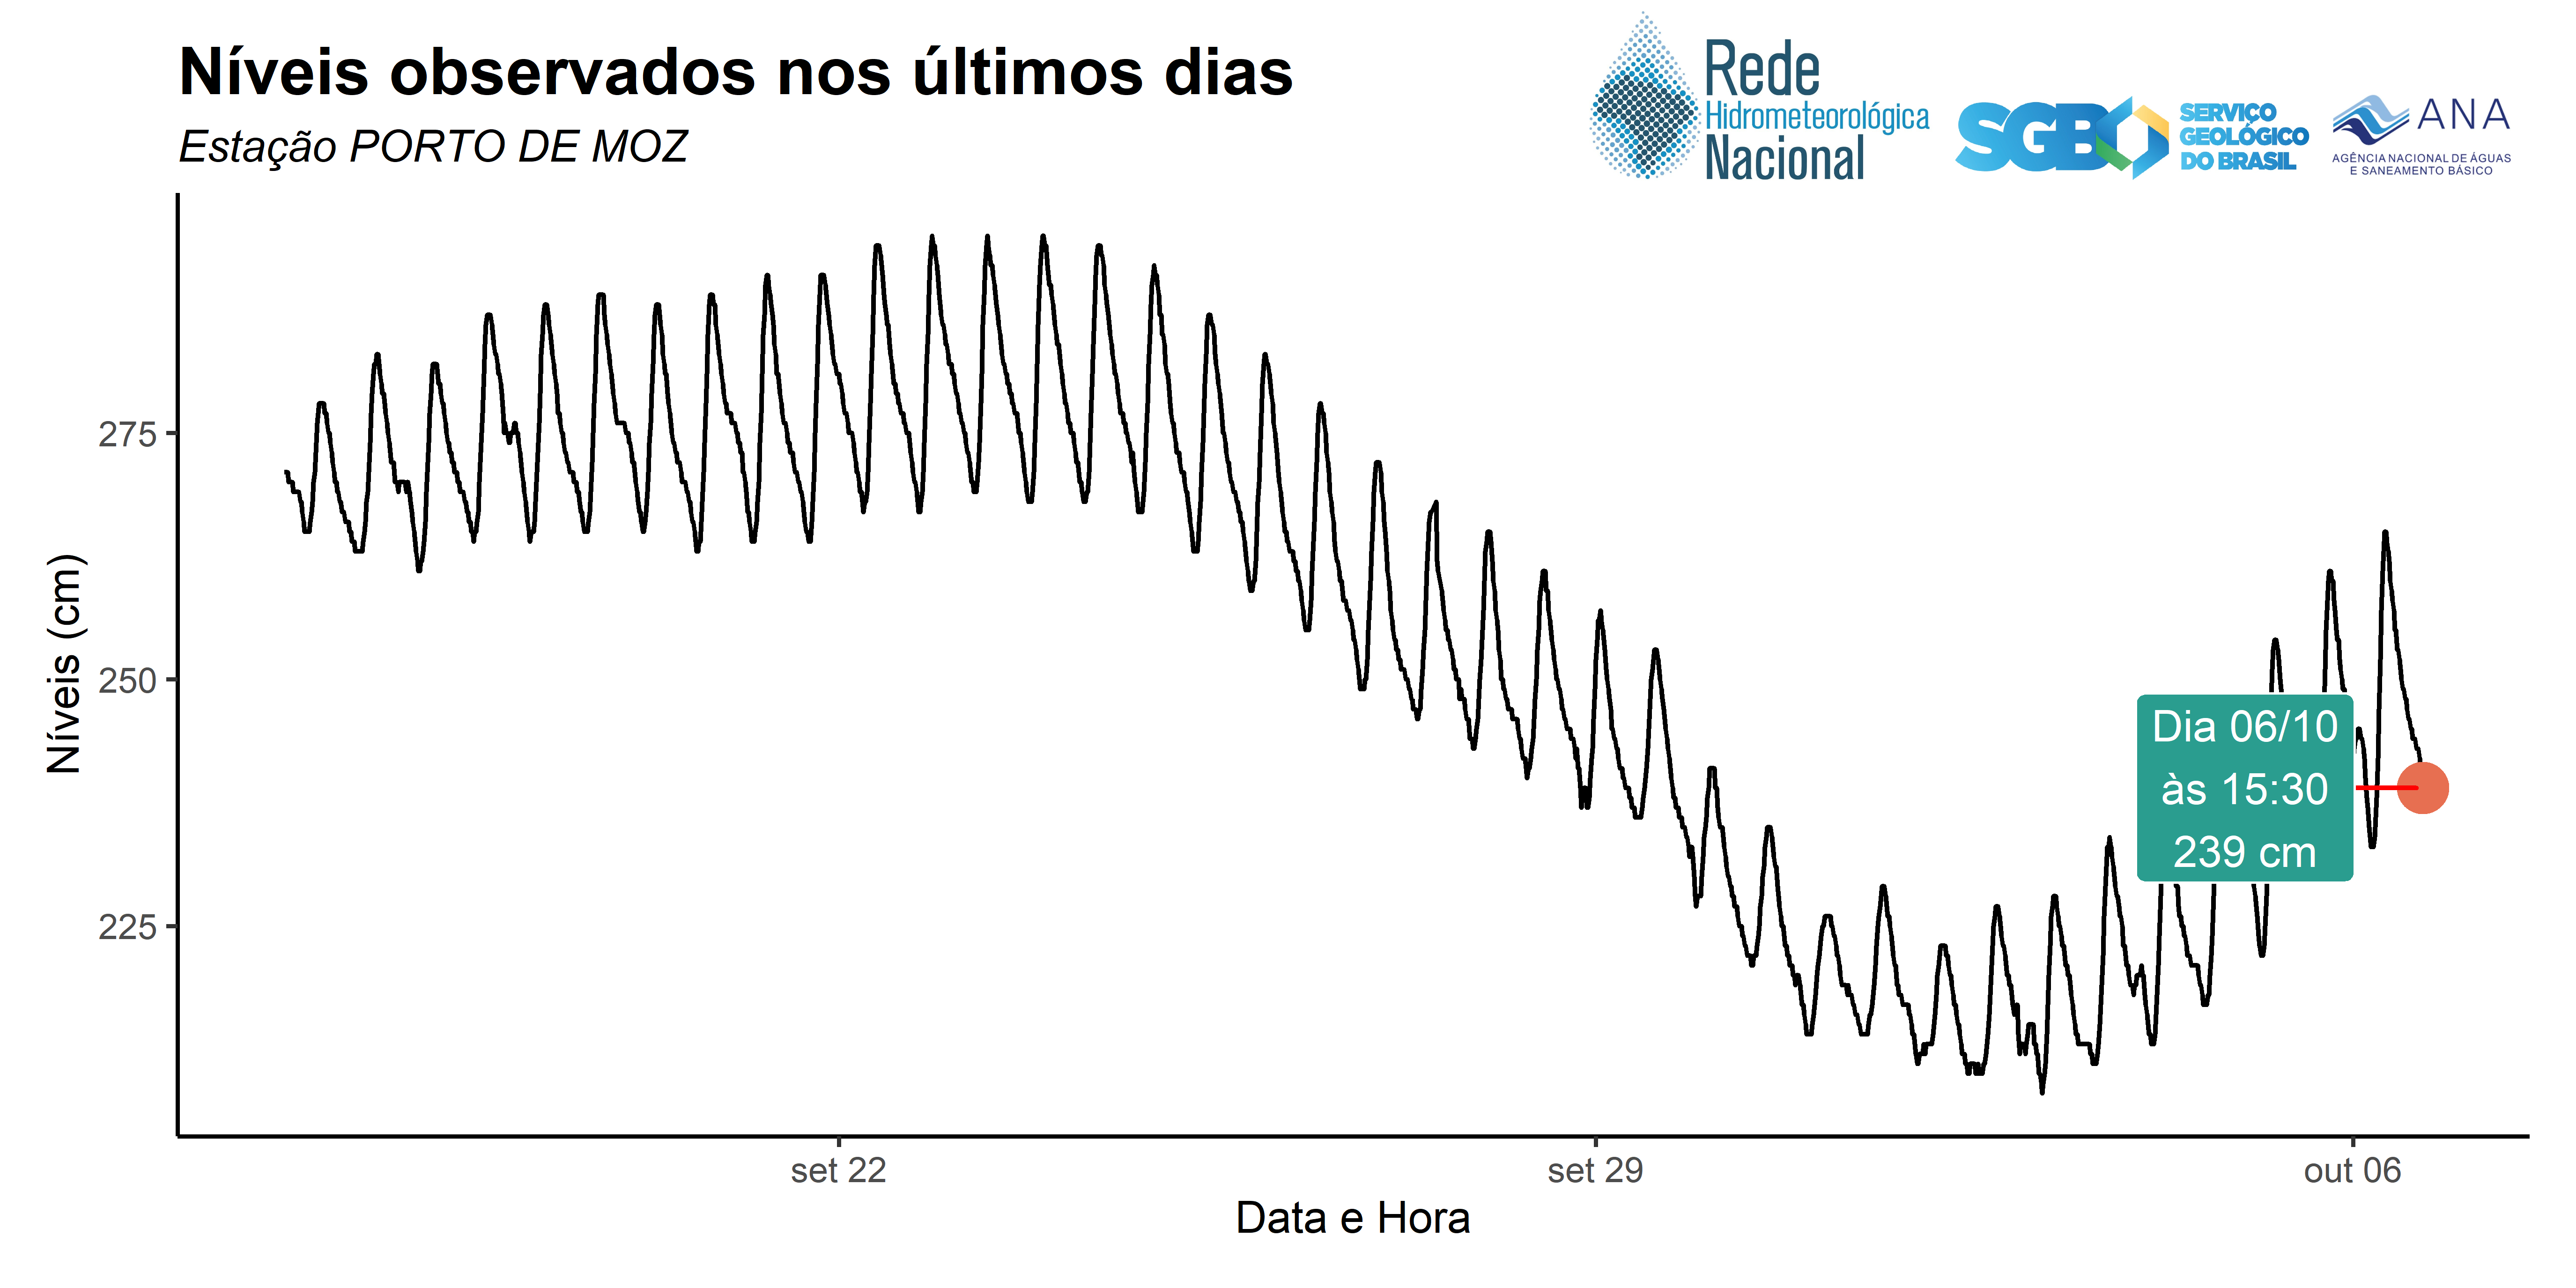 Níveis observados nos últimos dias
Estação PORTO DE MOZ
Rede
Hidrometeorológica
Nacional
SGB
SERVIÇO
GEOLÓGICO
DO BRASIL
ANA
AGÊNCIA NACIONAL DE ÁGUAS
E SANEAMENTO BÁSICO
Níveis (cm)
275
250
225
Dia 06/10
às 15:30
239 cm
set 22
set 29
out 06
Data e Hora